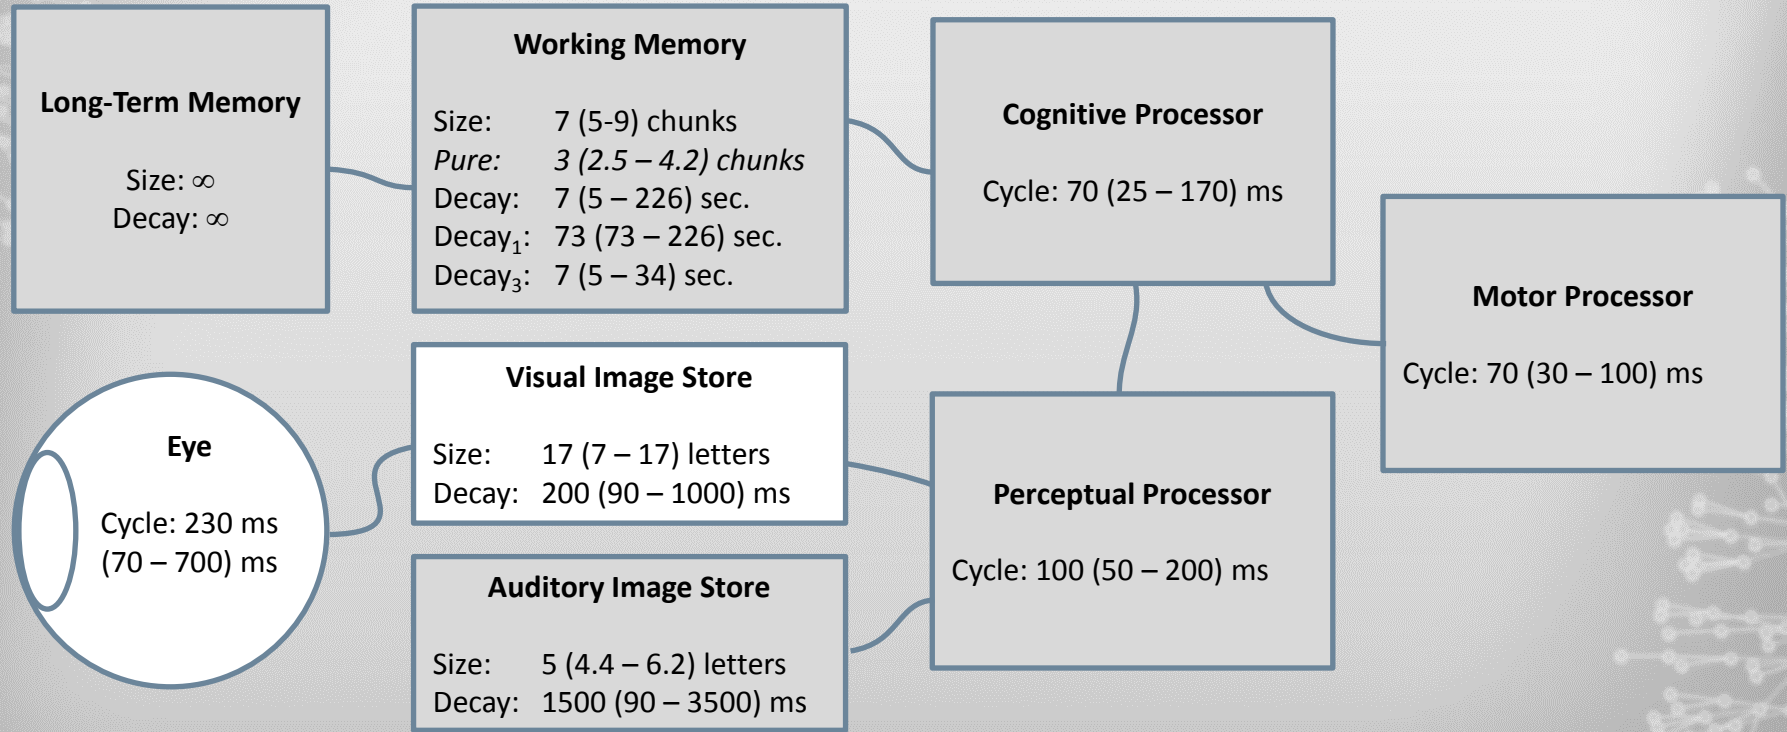 Long-Term Memory
Size: ∞
Decay: ∞
Working Memory
Size: 7 (5-9) chunks
Pure: 3 (2.5 – 4.2) chunks
Decay: 7 (5 – 226) sec.
Decay₁: 73 (73 – 226) sec.
Decay₃: 7 (5 – 34) sec.
Cognitive Processor
Cycle: 70 (25 – 170) ms
Motor Processor
Cycle: 70 (30 – 100) ms
Eye
Cycle: 230 ms
(70 – 700) ms
Visual Image Store
Size: 17 (7 – 17) letters
Decay: 200 (90 – 1000) ms
Auditory Image Store
Size: 5 (4.4 – 6.2) letters
Decay: 1500 (90 – 3500) ms
Perceptual Processor
Cycle: 100 (50 – 200) ms